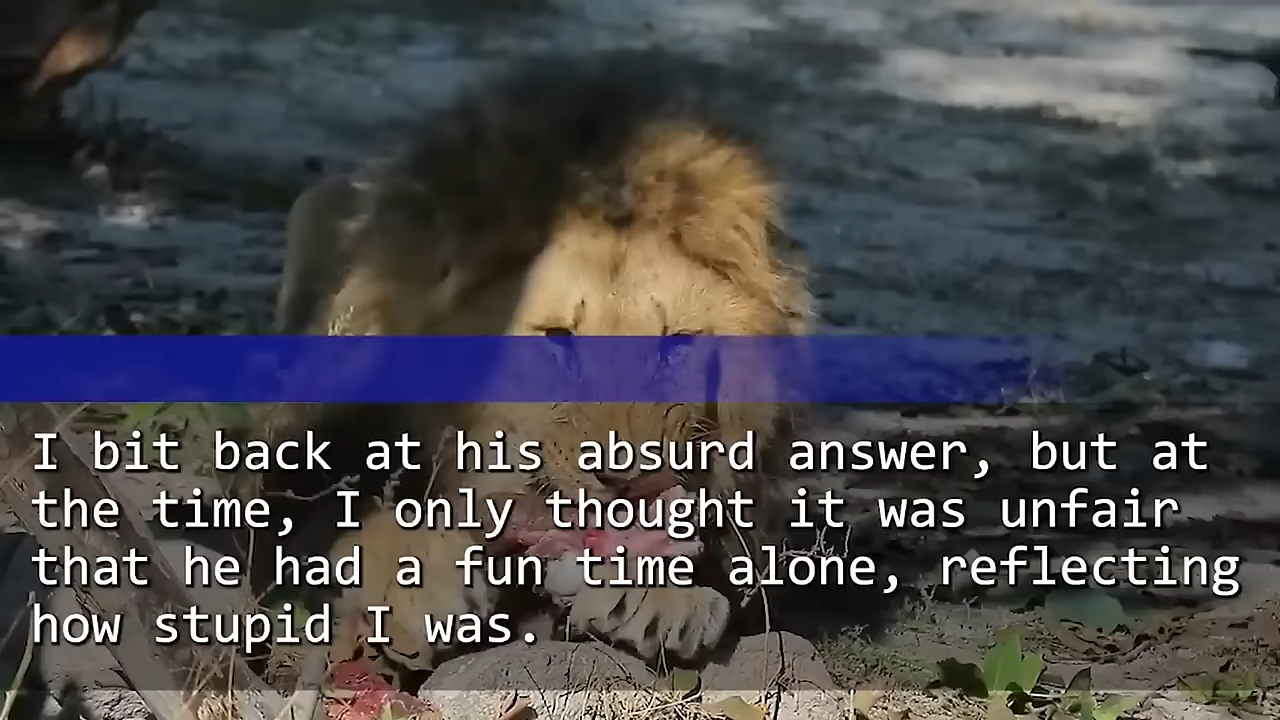 I bit back at his absurd answer, but at
the time, I only thought it was unfair
that he had a fun time alone, reflecting
how stupid I was.